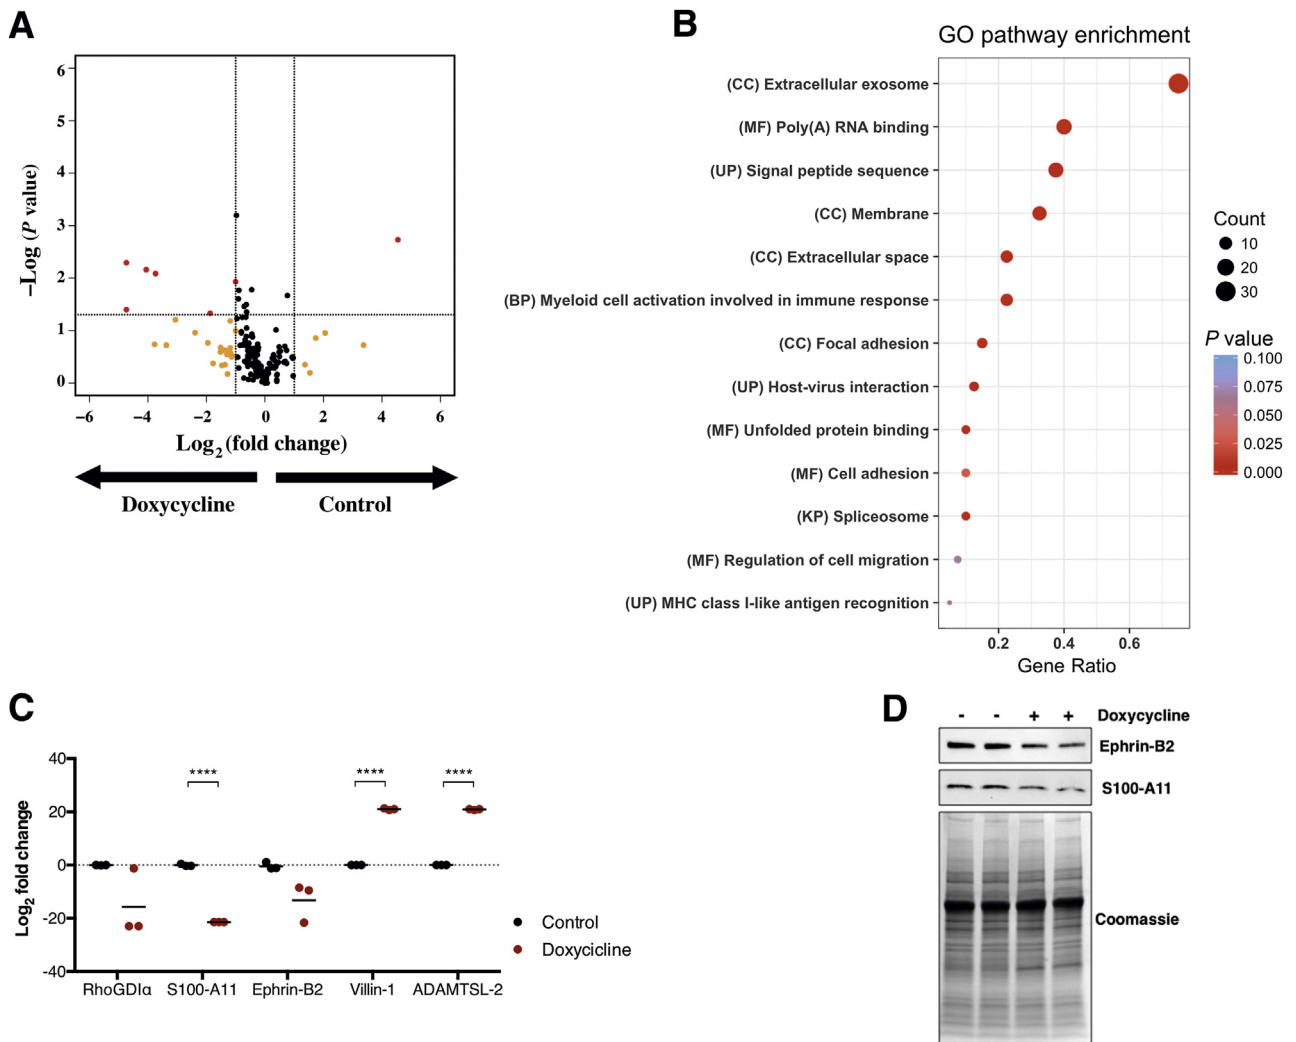 A
6
5
4
3
2
1
0
−Log (P value)
−6
−4
−2
0
2
4
6
Log2 (fold change)
Doxycycline
Control
B
GO pathway enrichment
(CC) Extracellular exosome
(MF) Poly(A) RNA binding
(UP) Signal peptide sequence
(CC) Membrane
(CC) Extracellular space
(BP) Myeloid cell activation involved in immune response
(CC) Focal adhesion
(UP) Host-virus interaction
(MF) Unfolded protein binding
(MF) Cell adhesion
(KP) Spliceosome
(MF) Regulation of cell migration
(UP) MHC class I-like antigen recognition
0.2
0.4
0.6
Gene Ratio
Count
10
20
30
P value
0.100
0.075
0.050
0.025
0.000
C
40
20
0
-20
-40
Log2 fold change
****
****
****
RhoGDIα
S100-A11
Ephrin-B2
Villin-1
ADAMTSL-2
Control
Doxycicline
D
- - + + Doxycycline
Ephrin-B2
S100-A11
Coomassie